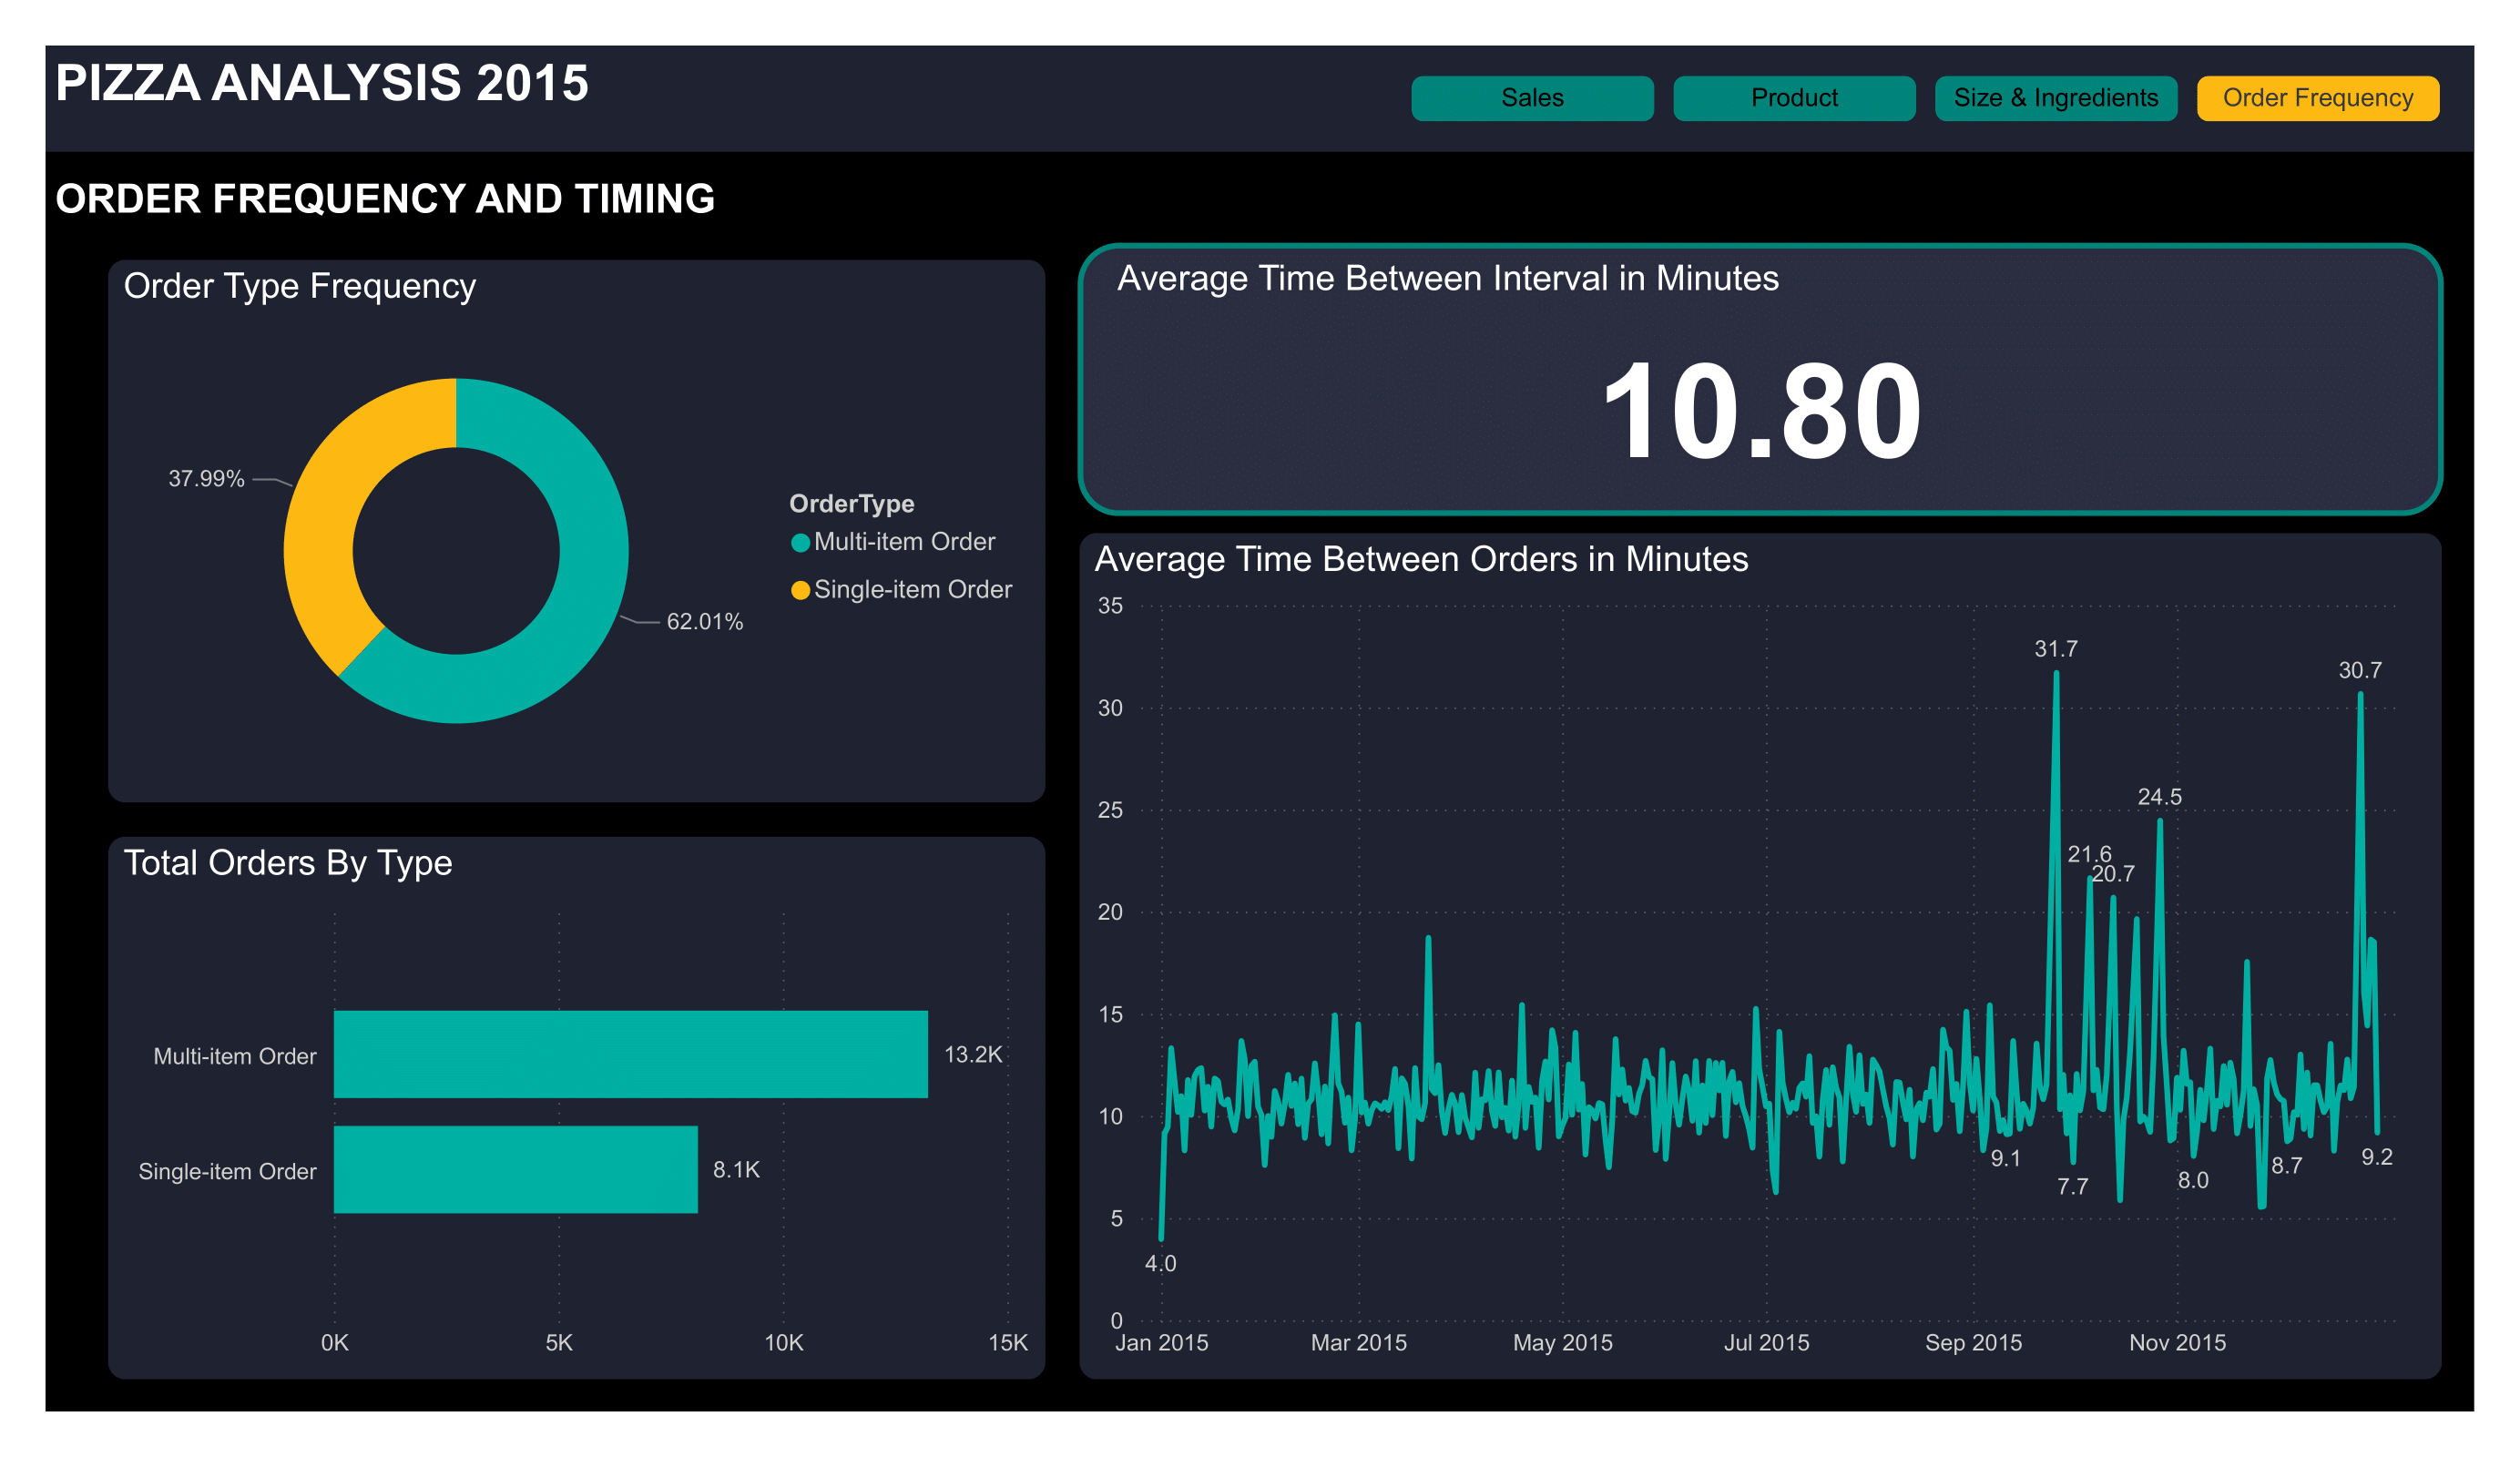 PIZZA ANALYSIS 2015
Sales
Product
Size & Ingredients
Order Frequency
ORDER FREQUENCY AND TIMING
Order Type Frequency
37.99%
62.01%
OrderType
Multi-item Order
Single-item Order
Total Orders By Type
Multi-item Order
13.2K
Single-item Order
8.1K
0K
5K
10K
15K
Average Time Between Interval in Minutes
10.80
Average Time Between Orders in Minutes
35
30
25
20
15
10
5
0
31.7
30.7
24.5
21.6
20.7
9.1
7.7
8.0
8.7
9.2
4.0
Jan 2015
Mar 2015
May 2015
Jul 2015
Sep 2015
Nov 2015